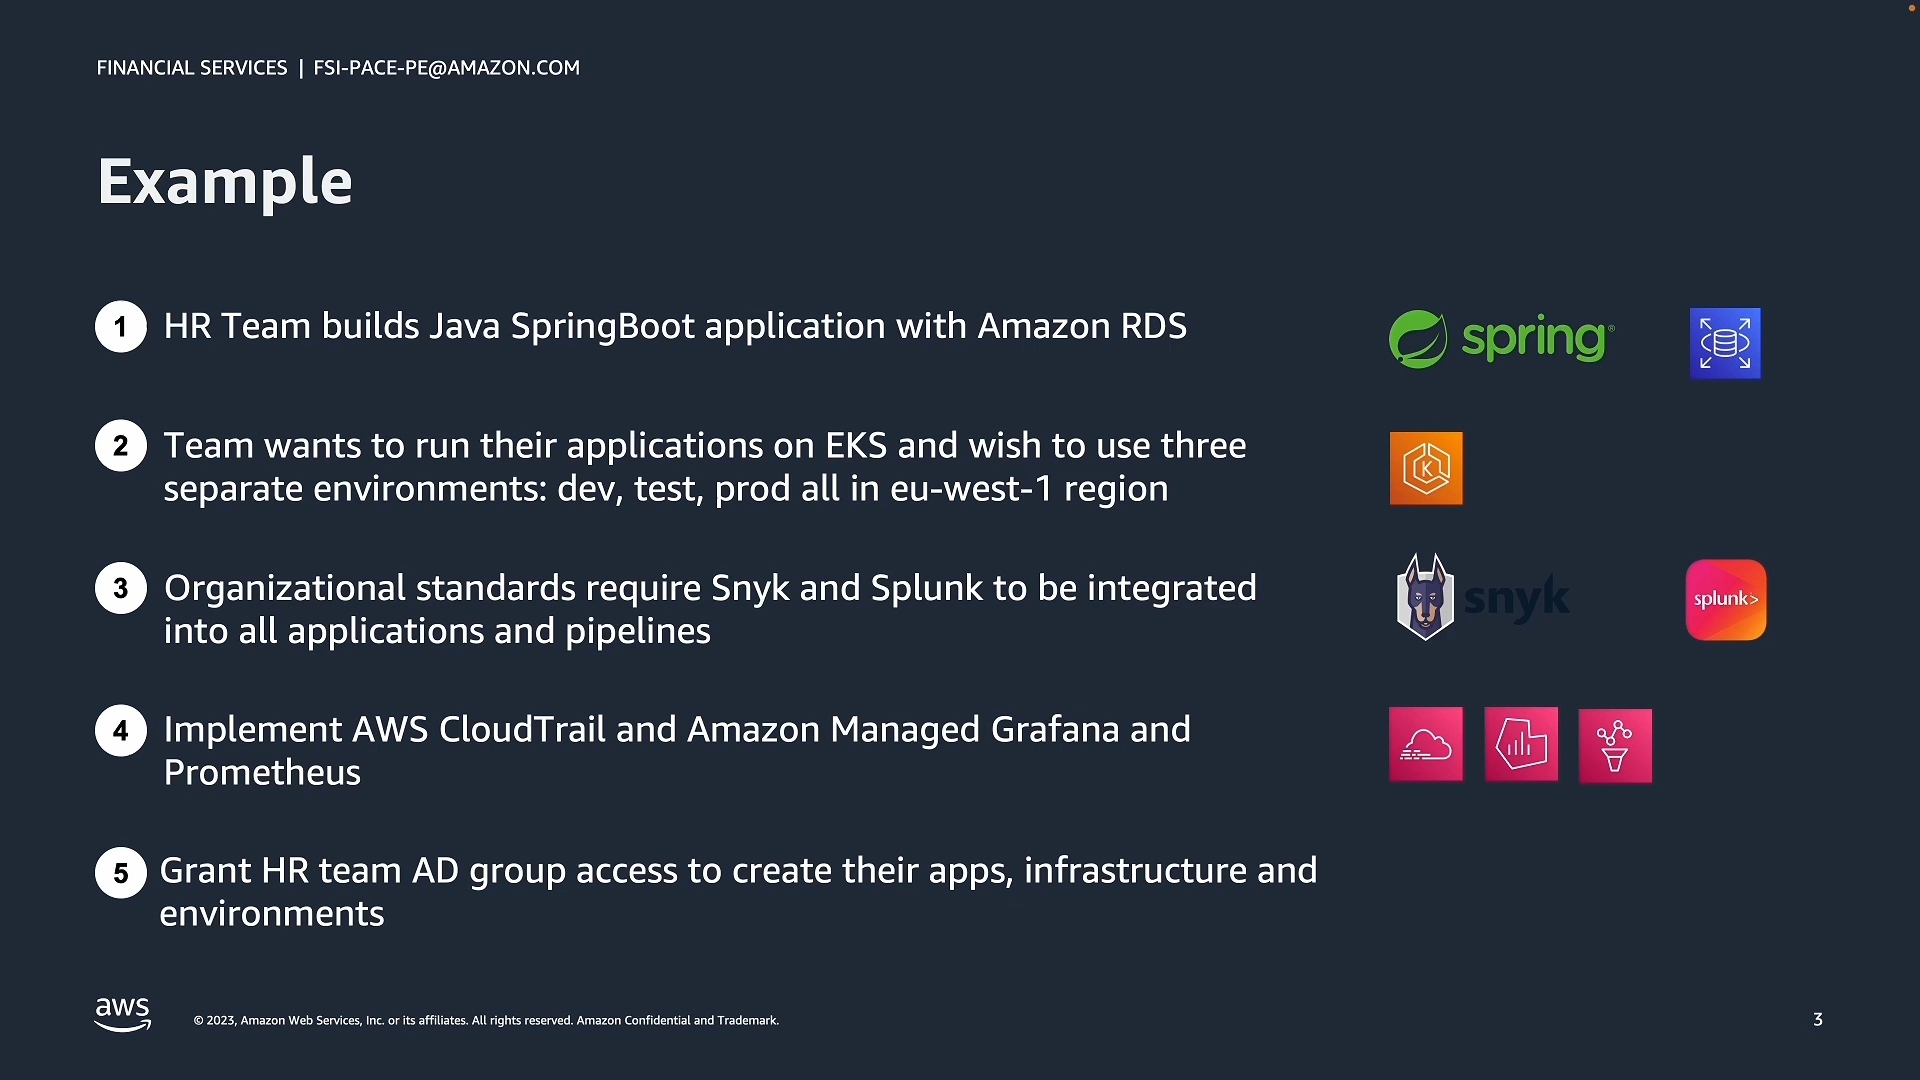 FINANCIAL SERVICES | FSI-PACE-PE@AMAZON.COM
Example
1 HR Team builds Java SpringBoot application with Amazon RDS
spring®
2 Team wants to run their applications on EKS and wish to use three
separate environments: dev, test, prod all in eu-west-1 region
K
3 Organizational standards require Snyk and Splunk to be integrated
into all applications and pipelines
snyk
splunk>
4 Implement AWS CloudTrail and Amazon Managed Grafana and
Prometheus
5 Grant HR team AD group access to create their apps, infrastructure and
environments
aws
© 2023, Amazon Web Services, Inc. or its affiliates. All rights reserved. Amazon Confidential and Trademark.
3